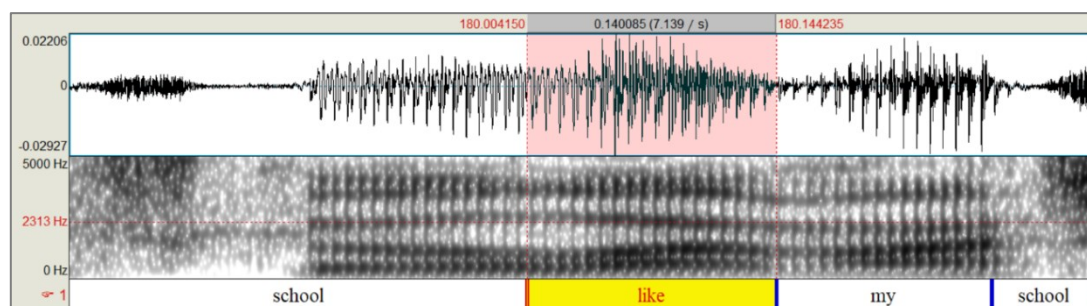 180.004150 0.140085 (7.139 / s) 180.144235
0.02206
0
-0.02927
5000 Hz
2313 Hz
0 Hz
1 school like my school